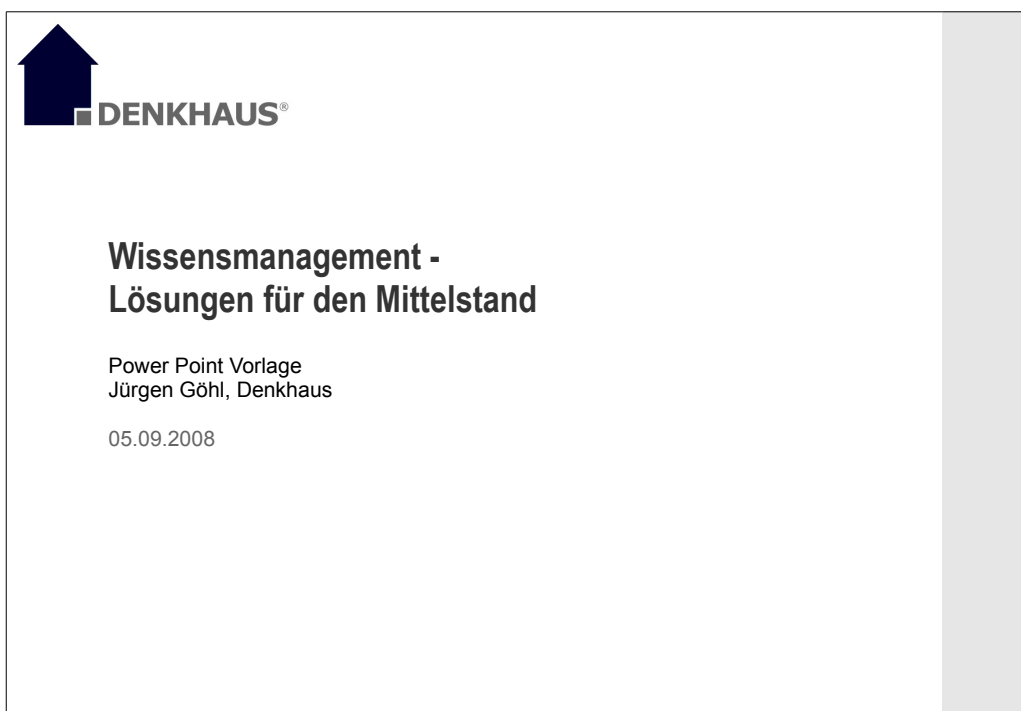 DENKHAUS®
Wissensmanagement -
Lösungen für den Mittelstand
Power Point Vorlage
Jürgen Göhl, Denkhaus
05.09.2008